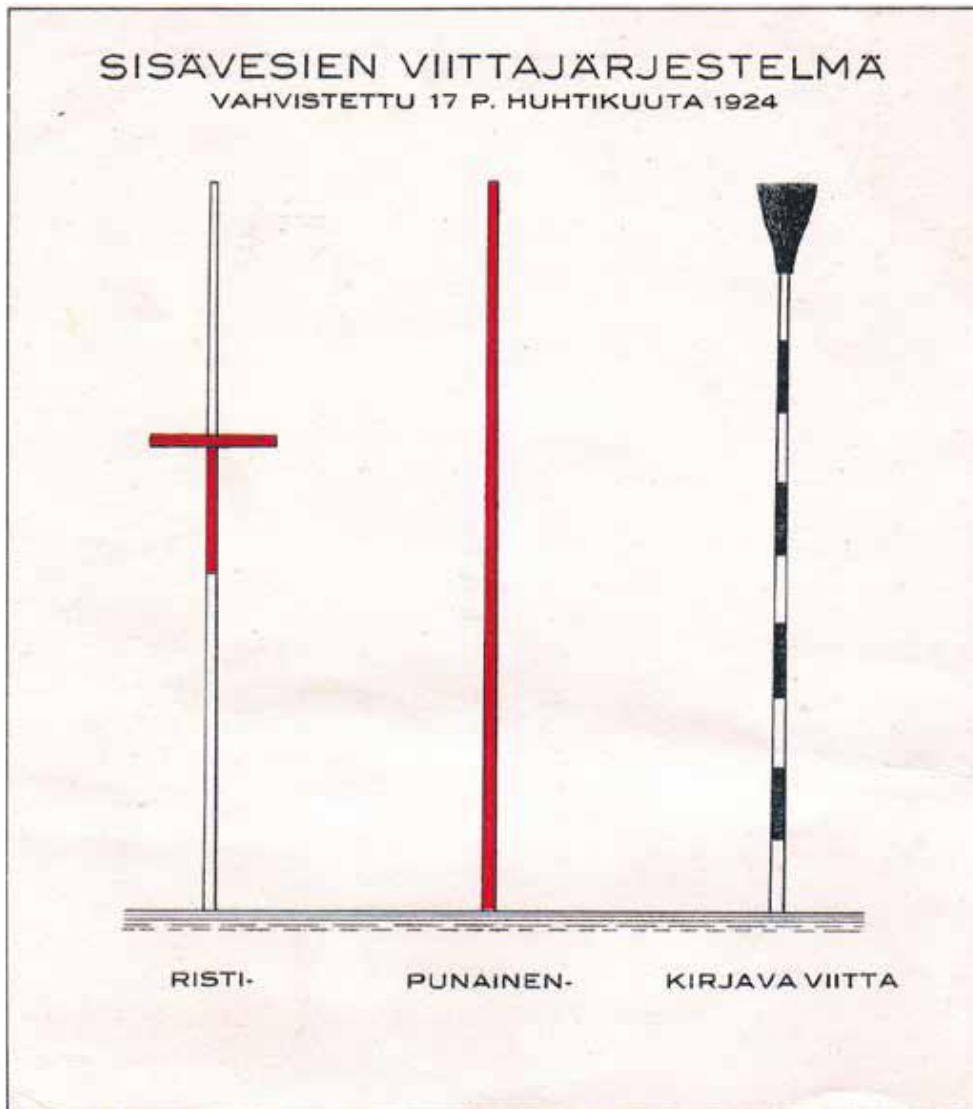 SISÄVESIEN VIITTAJÄRJESTELMÄ
VAHVISTETTU 17 P. HUHTIKUUTA 1924
RISTI- PUNAINEN- KIRJAVA VIITTA